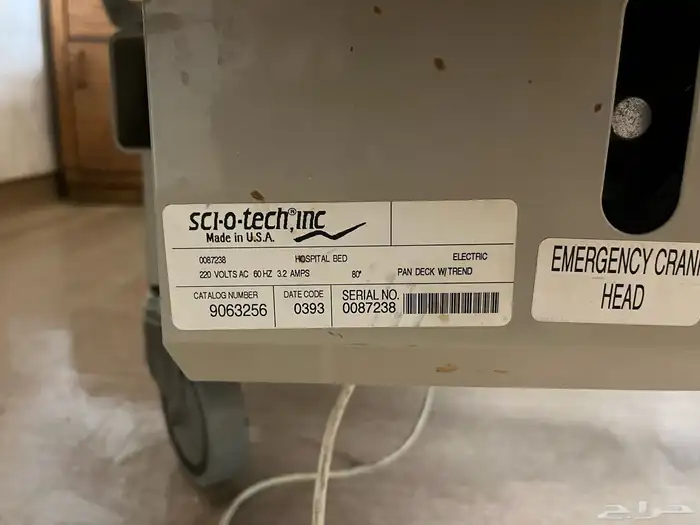 sci-o-tech®, inc
Made in U.S.A.
0087238 HOSPITAL BED ELECTRIC
220 VOLTS AC 60 HZ 3.2 AMPS 80" PAN DECK W/TREND
CATALOG NUMBER DATE CODE SERIAL NO.
9063256 0393 0087238
EMERGENCY CRAN
HEAD
حراج